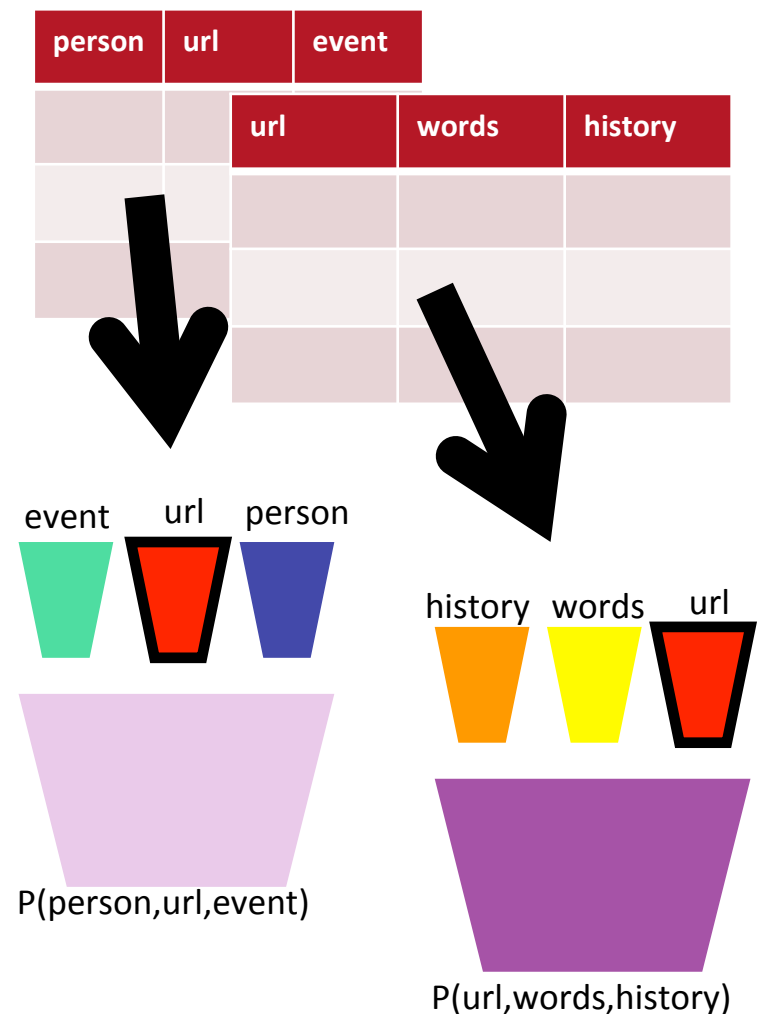 person url event
url words history
event url person
history words url
P(person,url,event)
P(url,words,history)